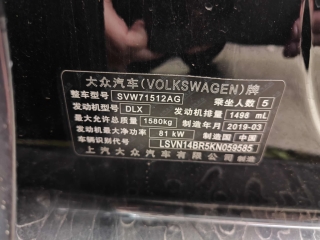 大众汽车(VOLKSWAGEN)牌
整车型号 SVW71512AG 乘坐人数 5
发动机型号 DLX 发动机排量 1498 mL
最大允许总质量 1580kg 制造年月 2019-03
发动机最大净功率 81 kW 制造国 中国
车辆识别代号 LSVN14BR5KN059585
上汽大众汽车有限公司 制造